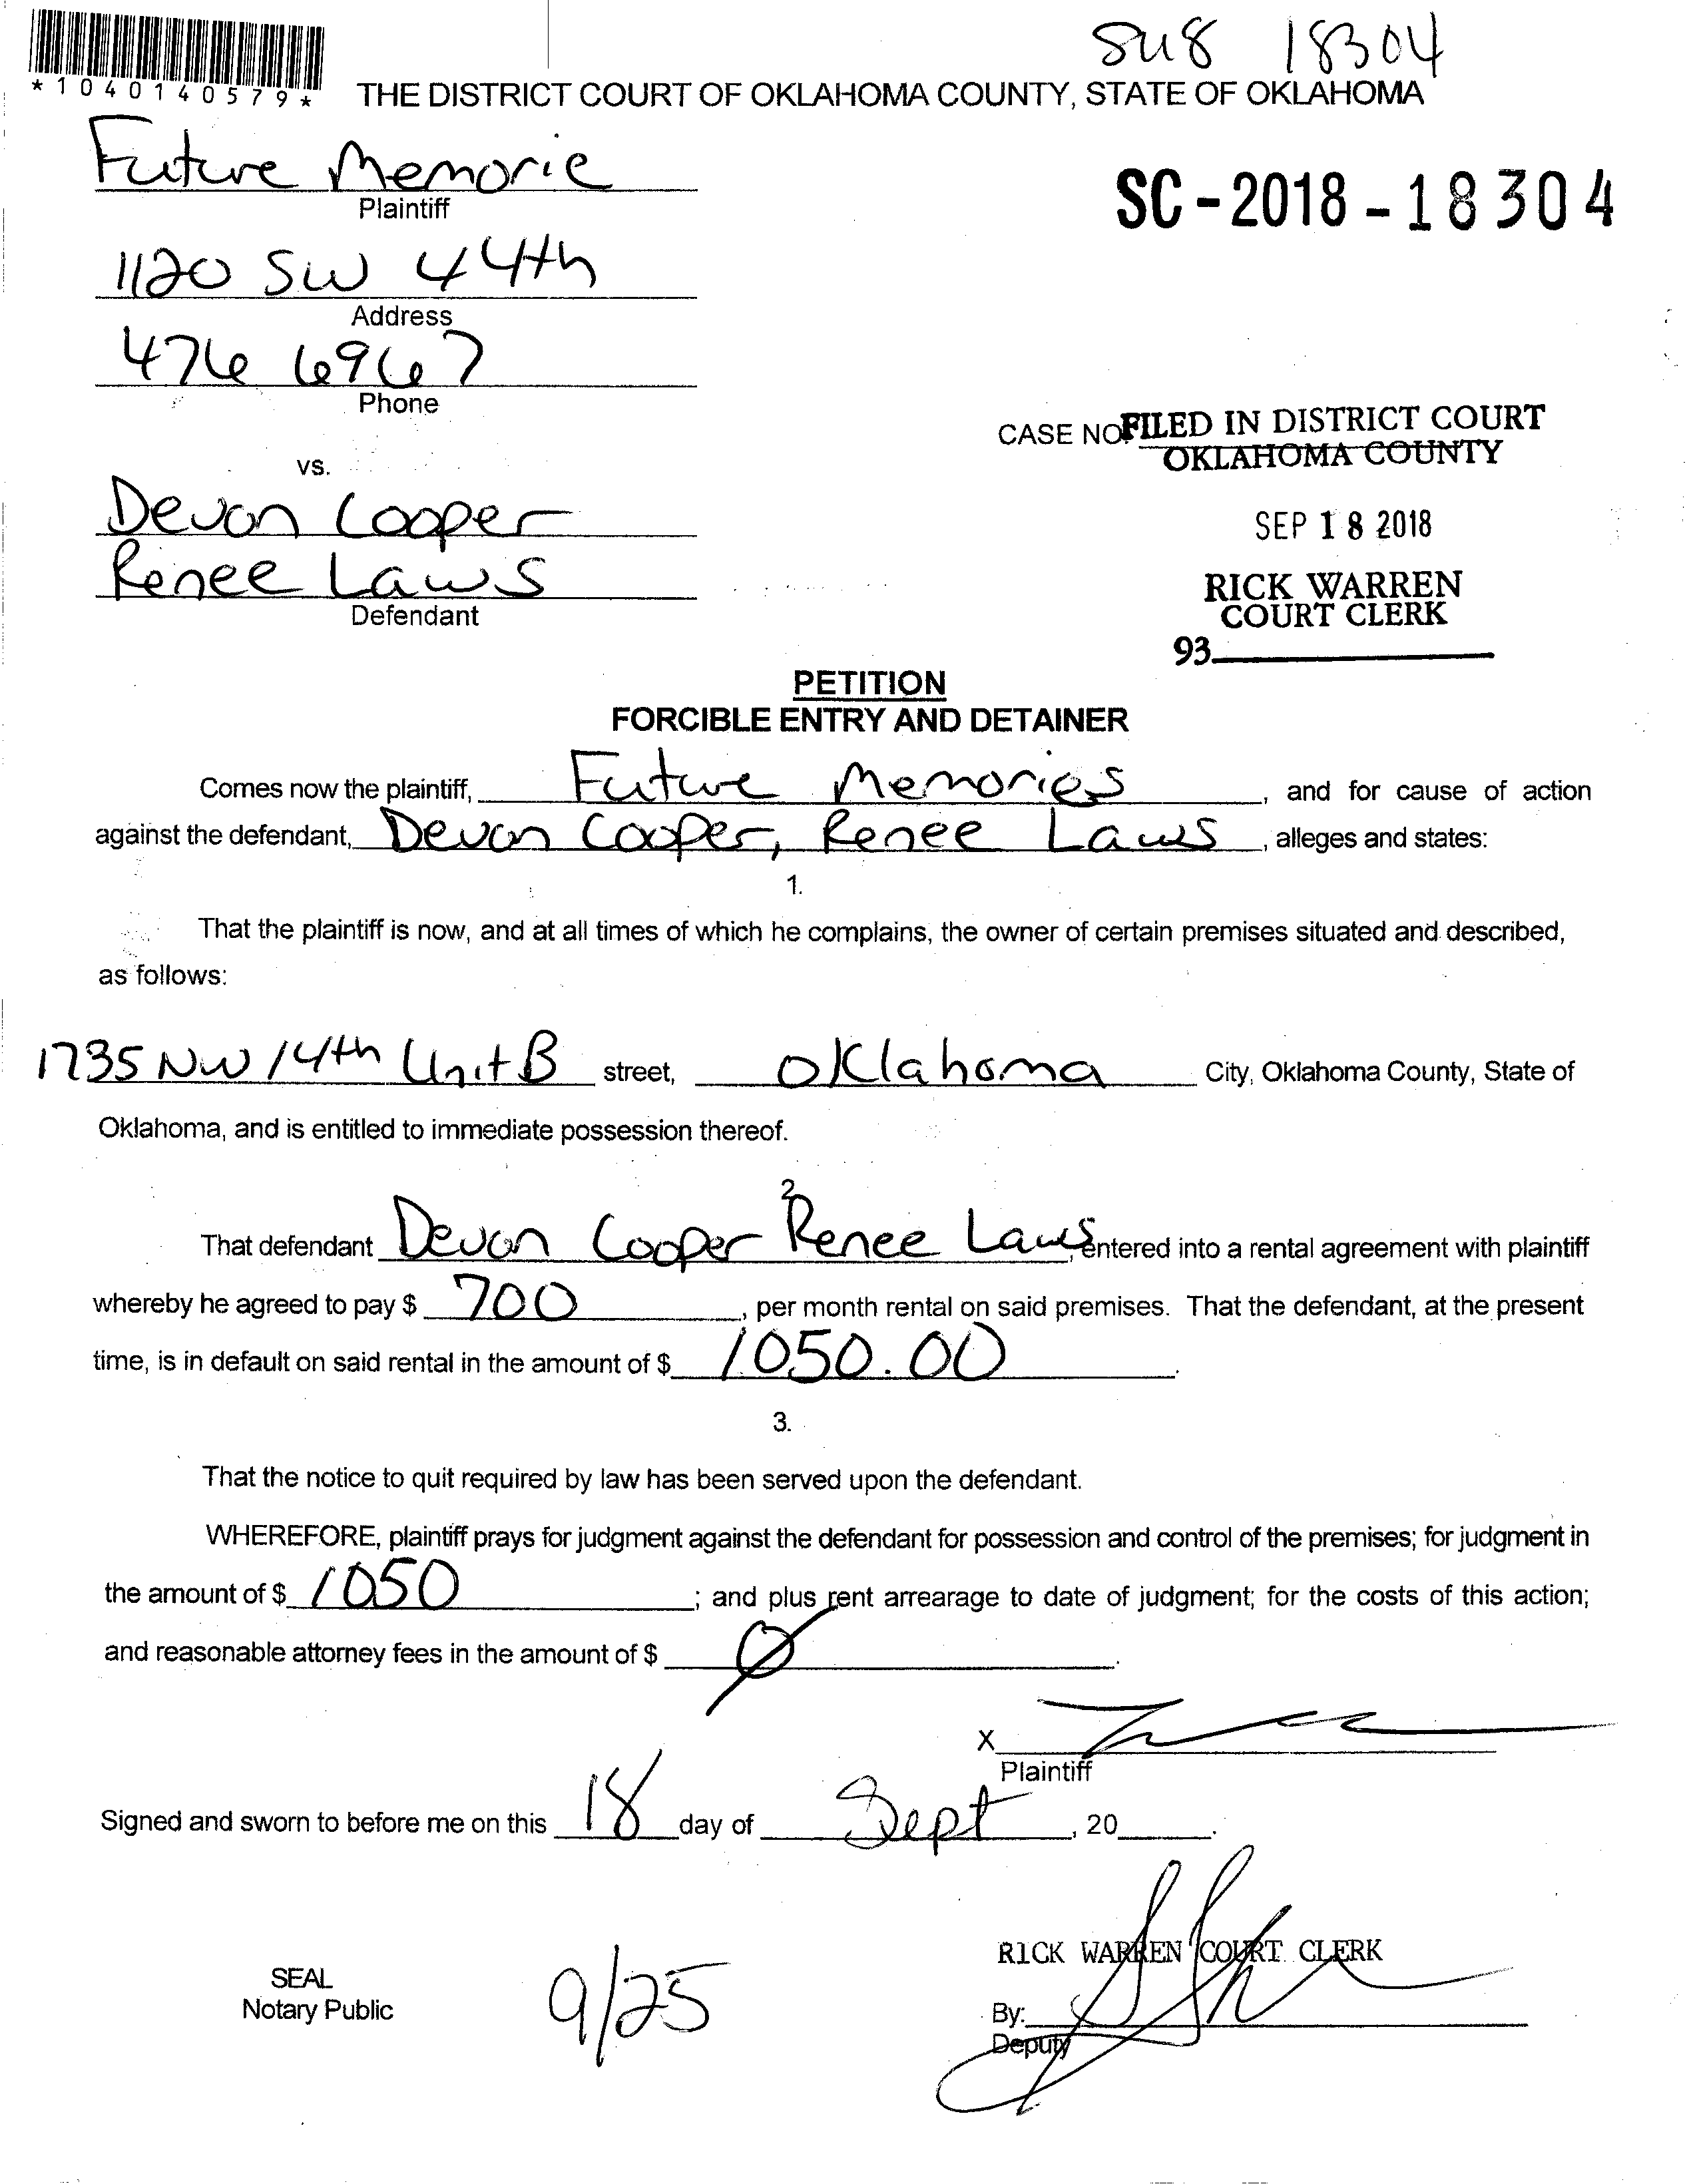 SU8 18304
*1040140579*
THE DISTRICT COURT OF OKLAHOMA COUNTY, STATE OF OKLAHOMA
Future Memorie
Plaintiff
SC-2018-18304
1120 SW 44th
Address
476 6967
Phone
CASE NO. FILED IN DISTRICT COURT
OKLAHOMA COUNTY
vs.
Devon Cooper
SEP 18 2018
Renee Laws
Defendant
RICK WARREN
COURT CLERK
93
PETITION
FORCIBLE ENTRY AND DETAINER
Comes now the plaintiff, Future Memories, and for cause of action
against the defendant, Devon Cooper, Renee Laws, alleges and states:
1.
That the plaintiff is now, and at all times of which he complains, the owner of certain premises situated and described,
as follows:
1735 NW 14th Unit B street, Oklahoma City, Oklahoma County, State of
Oklahoma, and is entitled to immediate possession thereof.
2.
That defendant Devon Cooper Renee Laws, entered into a rental agreement with plaintiff
whereby he agreed to pay $ 700, per month rental on said premises. That the defendant, at the present
time, is in default on said rental in the amount of $ 1050.00.
3.
That the notice to quit required by law has been served upon the defendant.
WHEREFORE, plaintiff prays for judgment against the defendant for possession and control of the premises; for judgment in
the amount of $ 1050; and plus rent arrearage to date of judgment; for the costs of this action;
and reasonable attorney fees in the amount of $ 0.
X
Plaintiff
Signed and sworn to before me on this 18 day of Sept, 20.
RICK WARREN COURT CLERK
SEAL
Notary Public
9/25
By:
Deputy